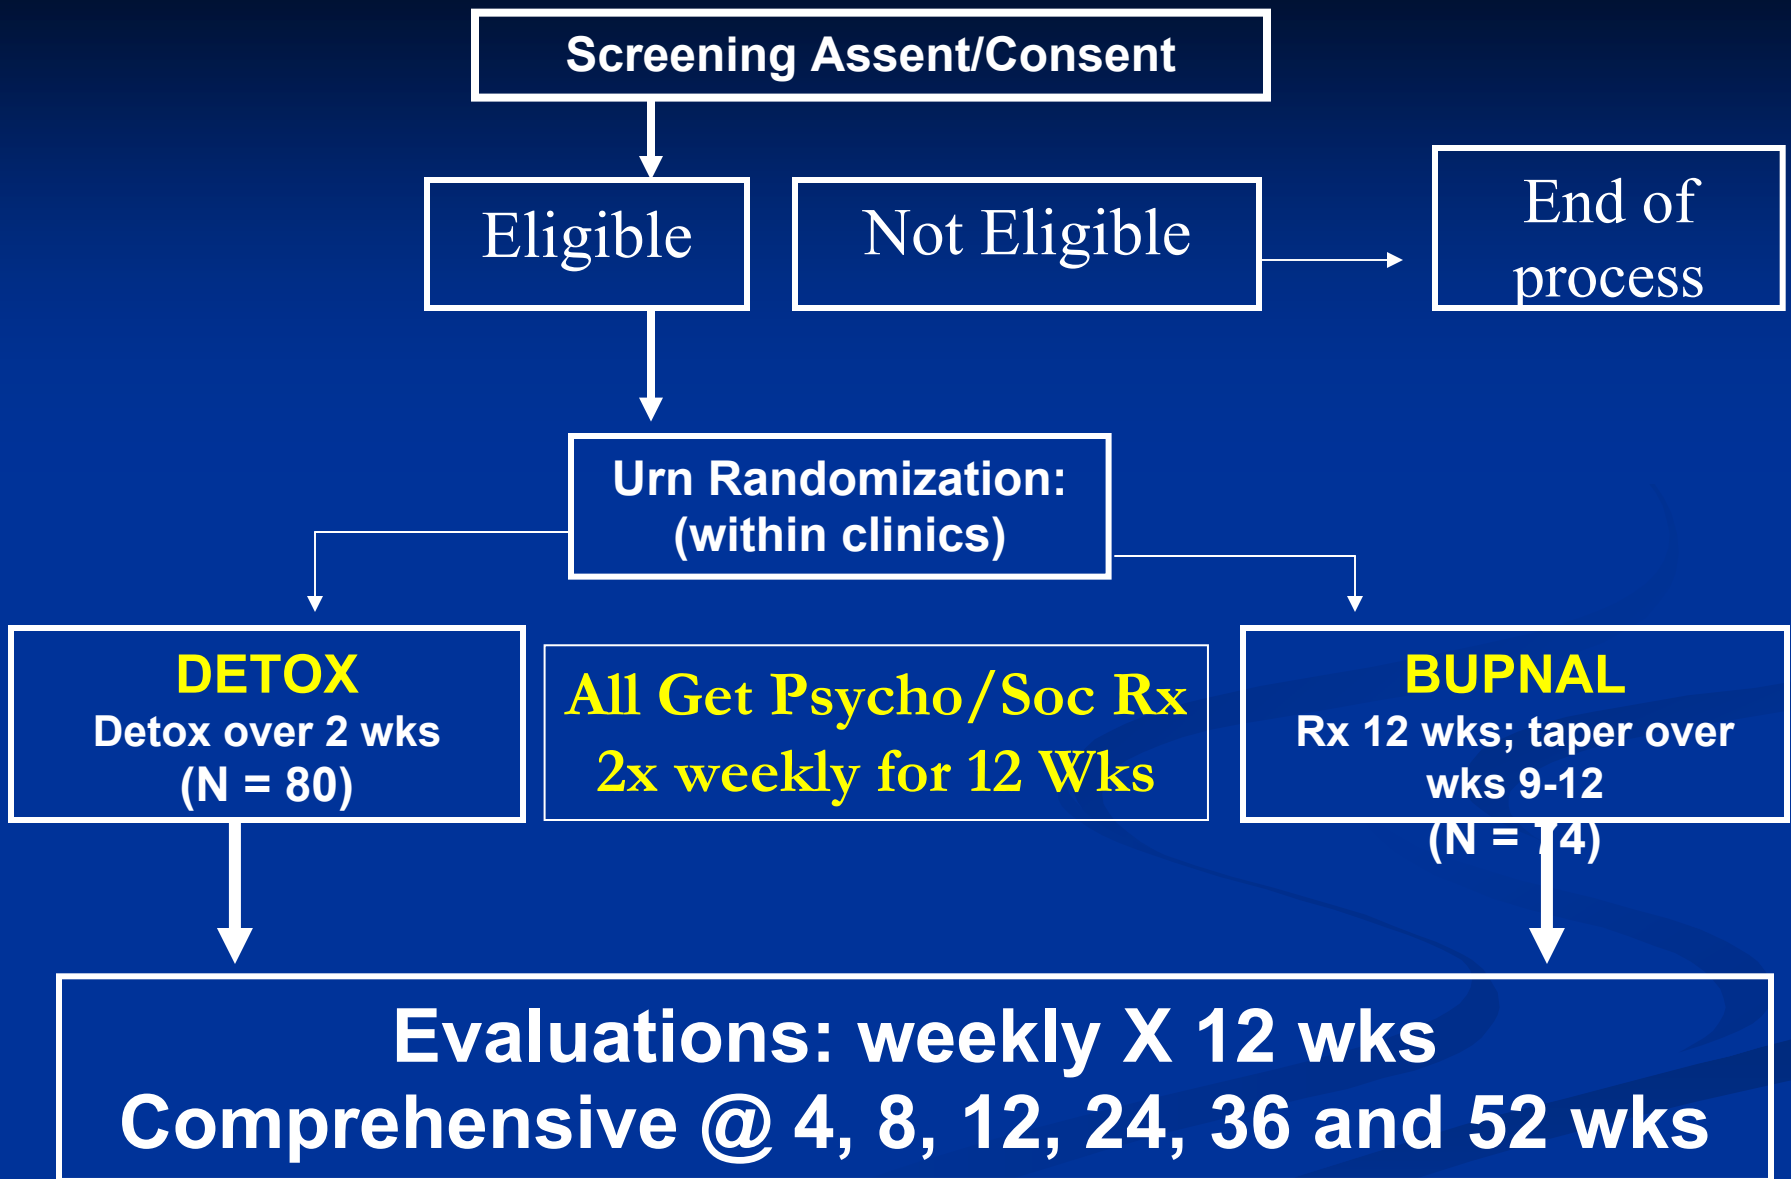 Screening Assent/Consent
Eligible
Not Eligible
End of
process
Urn Randomization:
(within clinics)
DETOX
Detox over 2 wks
(N = 80)
All Get Psycho/Soc Rx
2x weekly for 12 Wks
BUPNAL
Rx 12 wks; taper over
wks 9-12
(N = 74)
Evaluations: weekly X 12 wks
Comprehensive @ 4, 8, 12, 24, 36 and 52 wks